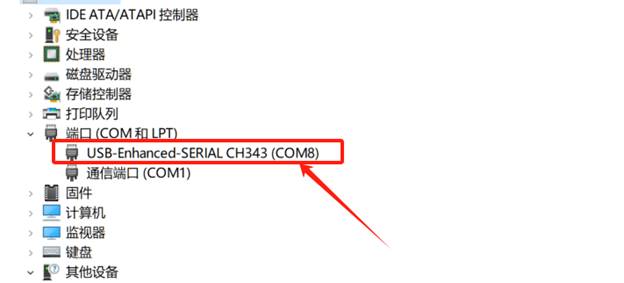 IDE ATA/ATAPI 控制器
安全设备
处理器
磁盘驱动器
存储控制器
打印队列
端口 (COM 和 LPT)
USB-Enhanced-SERIAL CH343 (COM8)
通信端口 (COM1)
固件
计算机
监视器
键盘
其他设备